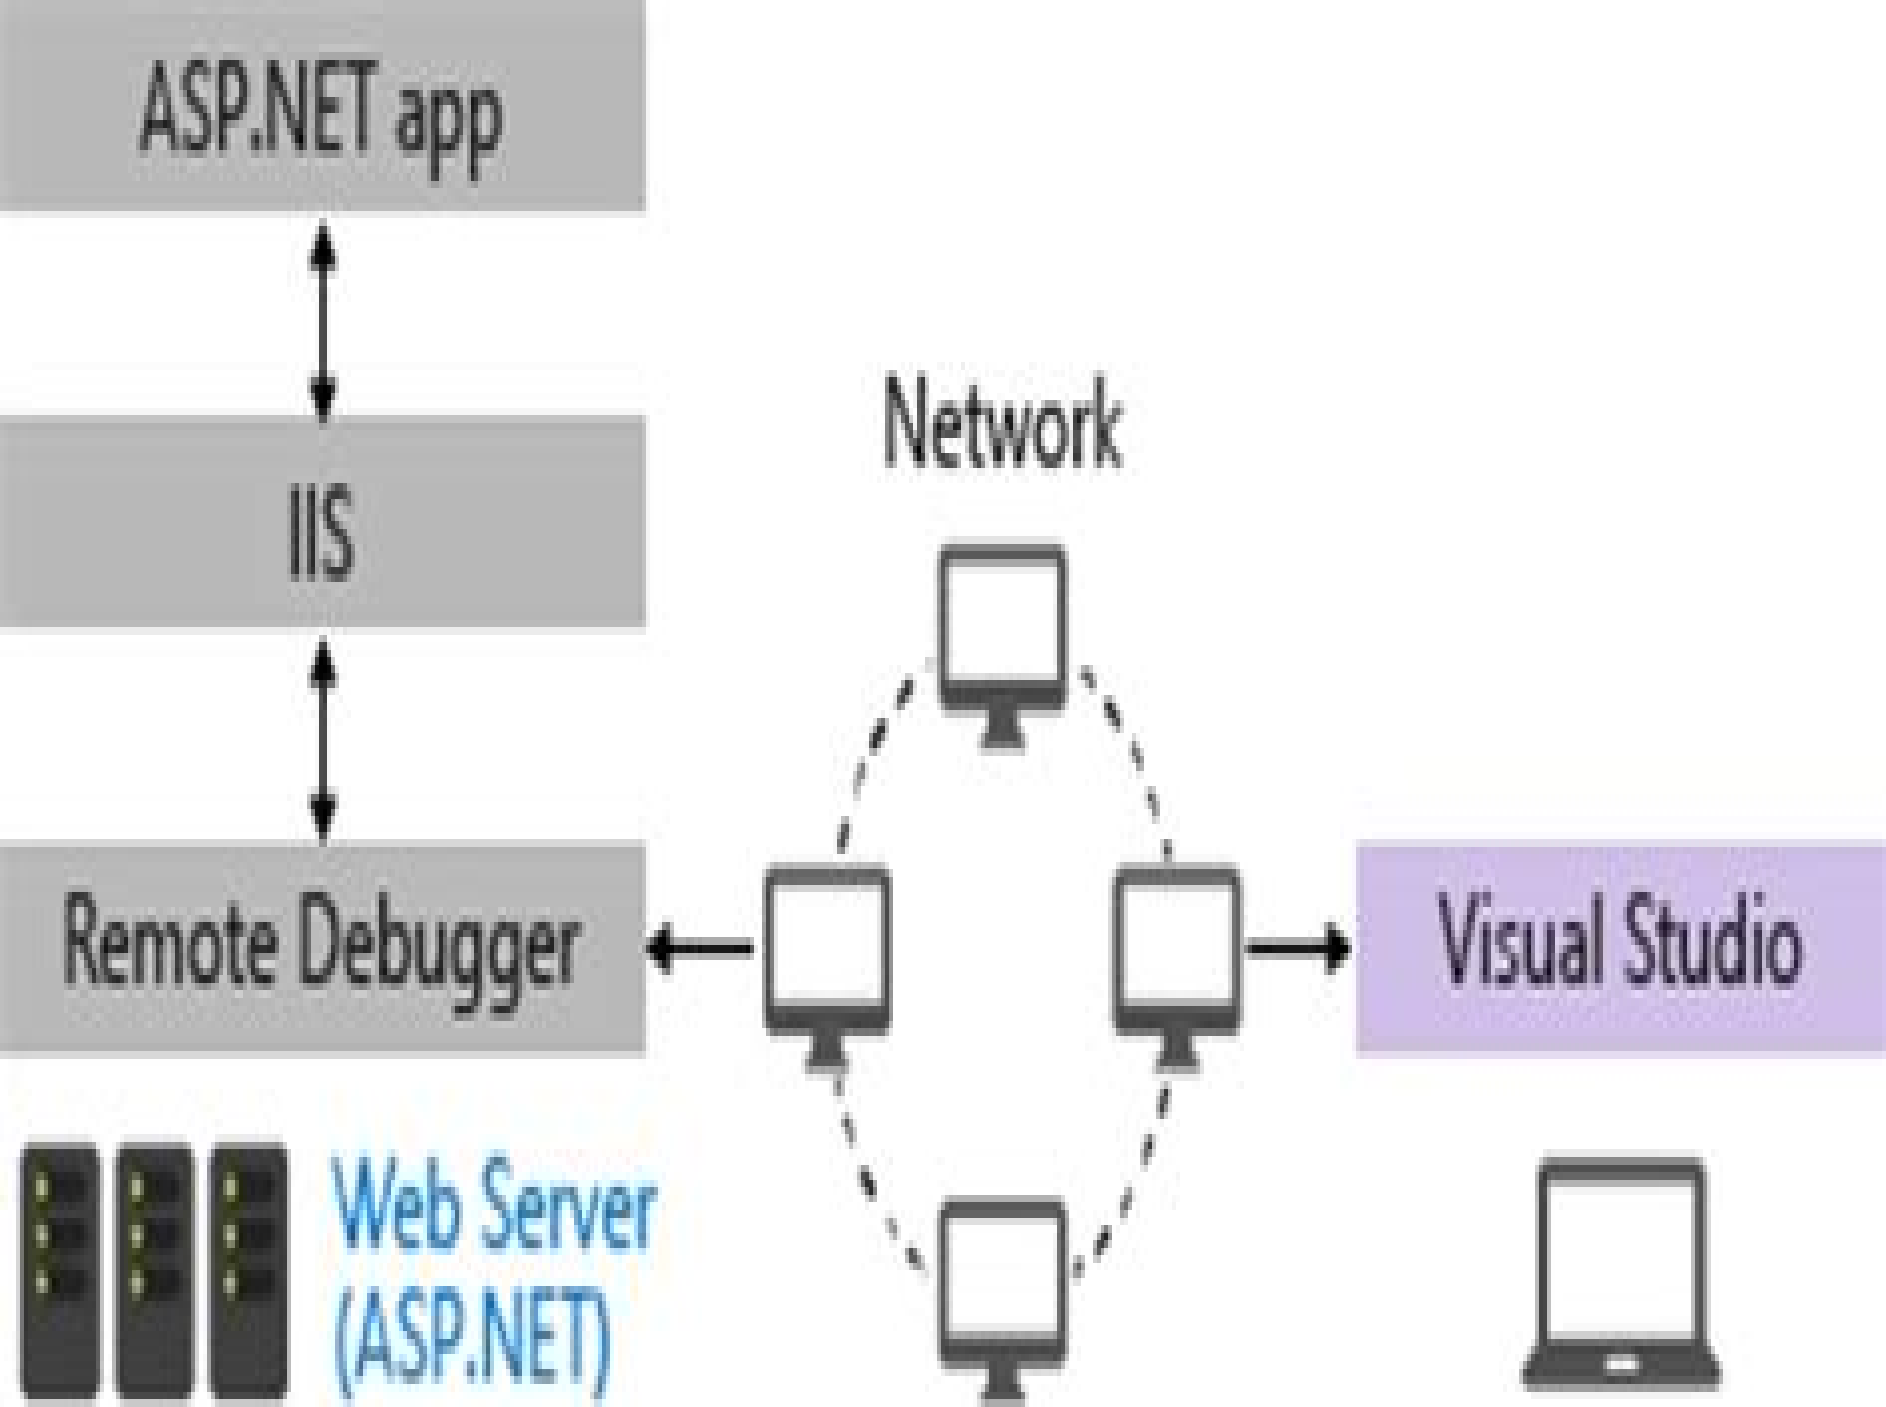 ASP.NET app
IIS
Network
Remote Debugger
Visual Studio
Web Server
(ASP.NET)